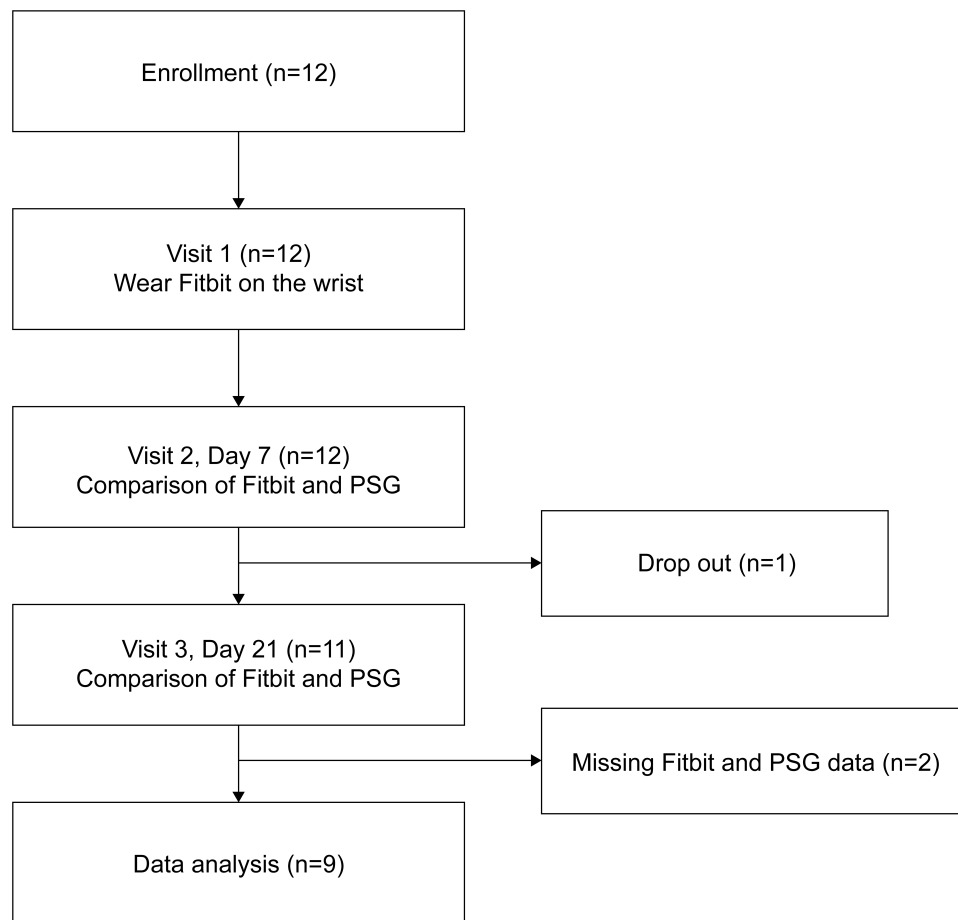 Enrollment (n=12)
Visit 1 (n=12)
Wear Fitbit on the wrist
Visit 2, Day 7 (n=12)
Comparison of Fitbit and PSG
Drop out (n=1)
Visit 3, Day 21 (n=11)
Comparison of Fitbit and PSG
Missing Fitbit and PSG data (n=2)
Data analysis (n=9)